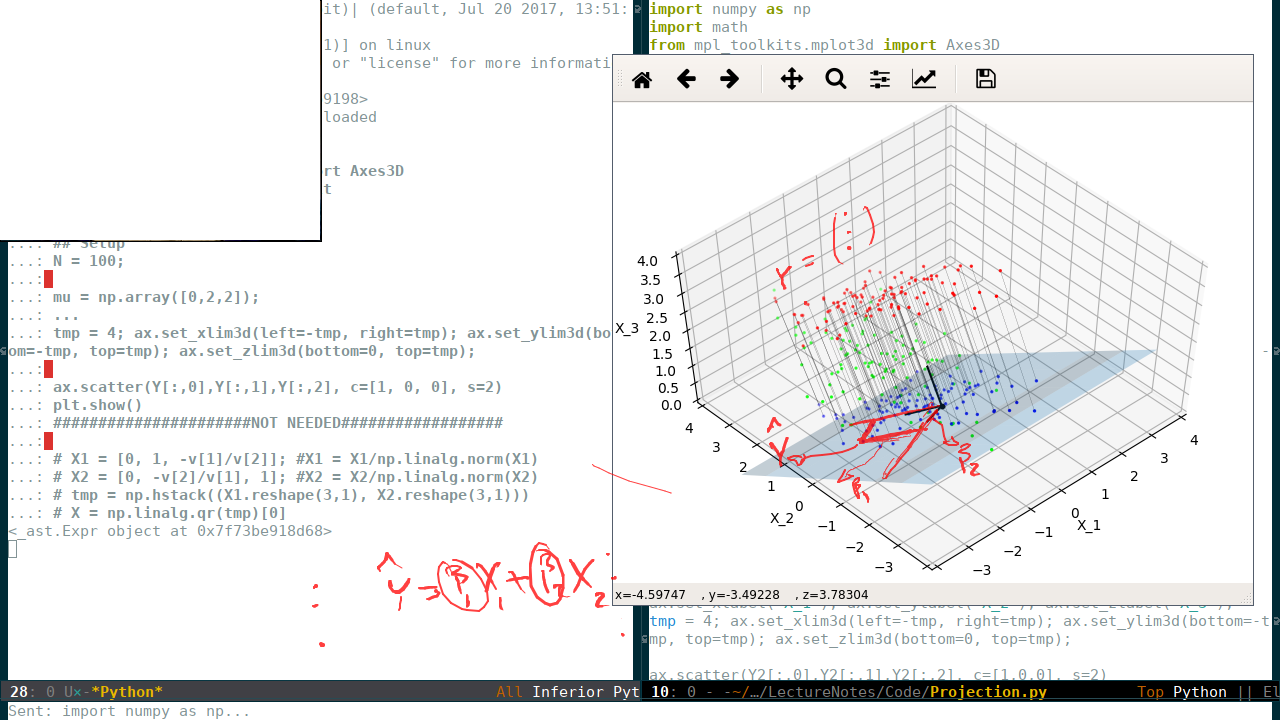 it)| (default, Jul 20 2017, 13:51:
1)] on linux
or "license" for more informati
9198>
loaded
rt Axes3D
t
...: ## Setup
...: N = 100;
...:
...: mu = np.array([0,2,2]);
...: ...
...: tmp = 4; ax.set_xlim3d(left=-tmp, right=tmp); ax.set_ylim3d(bo
om=-tmp, top=tmp); ax.set_zlim3d(bottom=0, top=tmp);
...:
...: ax.scatter(Y[:,0],Y[:,1],Y[:,2], c=[1, 0, 0], s=2)
...: plt.show()
...: ######################NOT NEEDED##################
...:
...: # X1 = [0, 1, -v[1]/v[2]]; #X1 = X1/np.linalg.norm(X1)
...: # X2 = [0, -v[2]/v[1], 1]; #X2 = X2/np.linalg.norm(X2)
...: # tmp = np.hstack((X1.reshape(3,1), X2.reshape(3,1)))
...: # X = np.linalg.qr(tmp)[0]
<_ast.Expr object at 0x7f73be918d68>
ŷ = β1 X1 + β2 X2
28: 0 U×-*Python* All Inferior Pyt
Sent: import numpy as np...
import numpy as np
import math
from mpl_toolkits.mplot3d import Axes3D
Y = ( : )
X_3
4.0
3.5
3.0
2.5
2.0
1.5
1.0
0.5
0.0
4
3
2
1
0
−1
−2
−3
X_2
4
3
2
1
0
−1
−2
−3
X_1
Ŷ
β1
β2
x=-4.59747 , y=-3.49228 , z=3.78304
ax.set_xlabel('X_1'); ax.set_ylabel('X_2'); ax.set_zlabel('X_3');
tmp = 4; ax.set_xlim3d(left=-tmp, right=tmp); ax.set_ylim3d(bottom=-t
mp, top=tmp); ax.set_zlim3d(bottom=0, top=tmp);
ax.scatter(Y2[:,0],Y2[:,1],Y2[:,2], c=[1,0,0], s=2)
10: 0 - -~/…/LectureNotes/Code/Projection.py Top Python || El